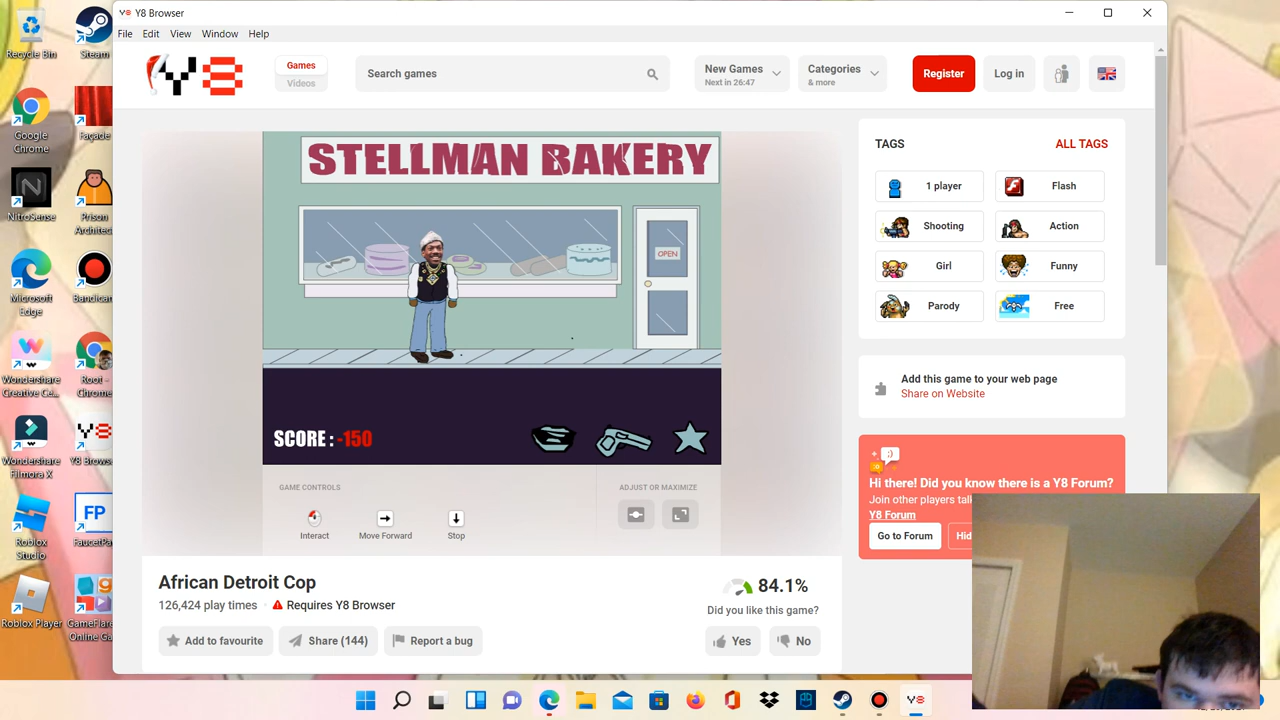 Y8 Browser
File Edit View Window Help
Recycle Bin
Steam
Google Chrome
Façade
NitroSense
Prison Architec...
Microsoft Edge
Bandicam
Wondershare Creative Ce...
Root - Chrome
Wondershare Filmora X
Y8 Browser
Roblox Studio
FaucetPa...
Roblox Player
GameFlare Online Ga...
Y8
Games
Videos
Search games
New Games
Next in 26:47
Categories
& more
Register
Log in
STELLMAN BAKERY
OPEN
SCORE : -150
GAME CONTROLS
Interact
Move Forward
Stop
ADJUST OR MAXIMIZE
African Detroit Cop
126,424 play times · Requires Y8 Browser
84.1%
Did you like this game?
Add to favourite
Share (144)
Report a bug
Yes
No
TAGS
ALL TAGS
1 player
Flash
Shooting
Action
Girl
Funny
Parody
Free
Add this game to your web page
Share on Website
Hi there! Did you know there is a Y8 Forum?
Join other players talk
Y8 Forum
Go to Forum
Hid